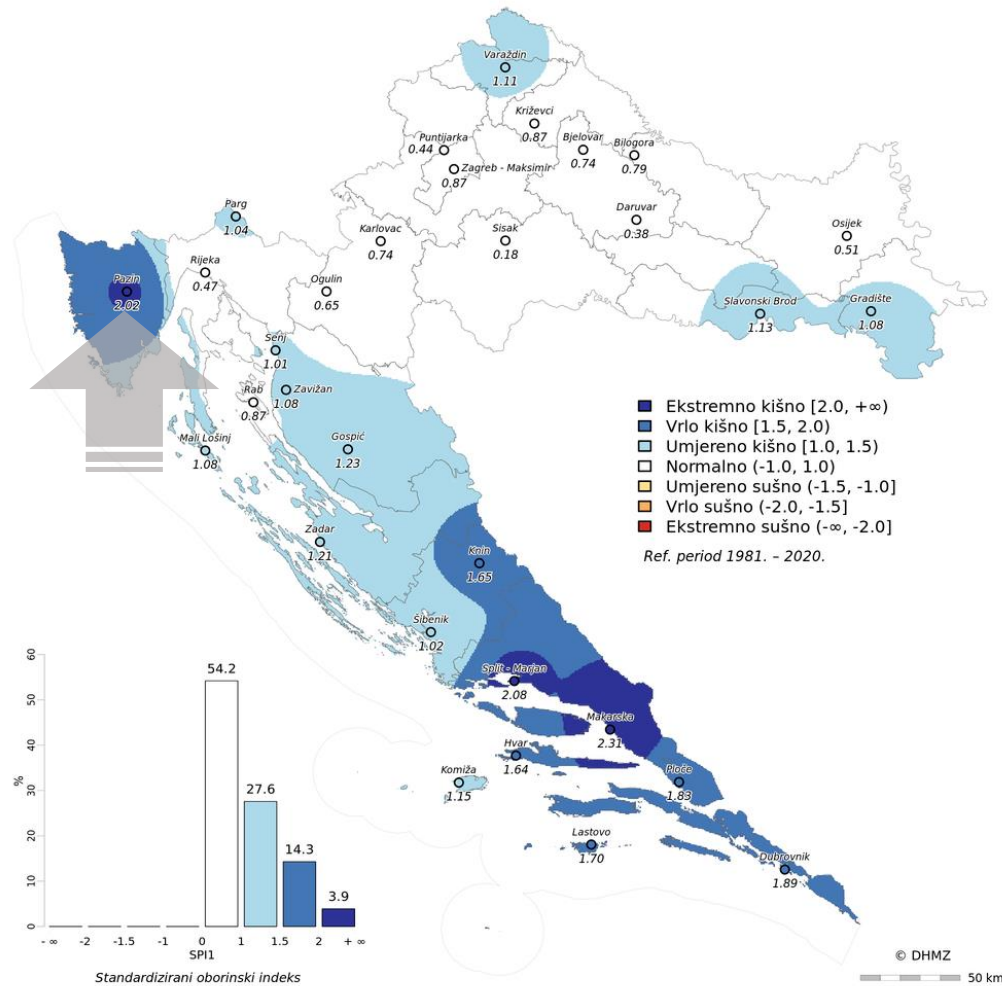 Varaždin
1.11
Križevci
0.87
Puntijarka
0.44
Bjelovar
0.74
Bilogora
0.79
Zagreb - Maksimir
0.87
Parg
1.04
Karlovac
0.74
Sisak
0.18
Daruvar
0.38
Osijek
0.51
Rijeka
0.47
Pazin
2.02
Ogulin
0.65
Slavonski Brod
1.13
Gradište
1.08
Senj
1.01
Rab
0.87
Zavižan
1.08
Mali Lošinj
1.08
Gospić
1.23
Ekstremno kišno [2.0, +∞)
Vrlo kišno [1.5, 2.0)
Umjereno kišno [1.0, 1.5)
Normalno (-1.0, 1.0)
Umjereno sušno (-1.5, -1.0]
Vrlo sušno (-2.0, -1.5]
Ekstremno sušno (-∞, -2.0]
Ref. period 1981. – 2020.
Zadar
1.21
Knin
1.65
Šibenik
1.02
Split - Marjan
2.08
Makarska
2.31
Hvar
1.64
Komiža
1.15
Ploče
1.83
Lastovo
1.70
Dubrovnik
1.89
60
50
40
30
20
10
0
%
54.2
27.6
14.3
3.9
- ∞ -2 -1.5 -1 0 1 1.5 2 + ∞
SPI1
Standardizirani oborinski indeks
© DHMZ
50 km